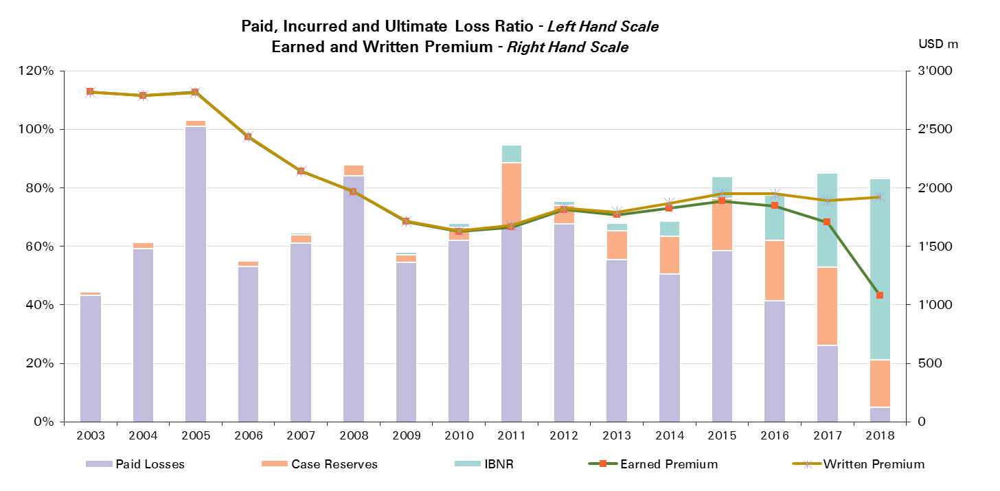 Paid, Incurred and Ultimate Loss Ratio - Left Hand Scale
Earned and Written Premium - Right Hand Scale
USD m
120%
100%
80%
60%
40%
20%
0%
3'000
2'500
2'000
1'500
1'000
500
0
2003 2004 2005 2006 2007 2008 2009 2010 2011 2012 2013 2014 2015 2016 2017 2018
Paid Losses Case Reserves IBNR Earned Premium Written Premium